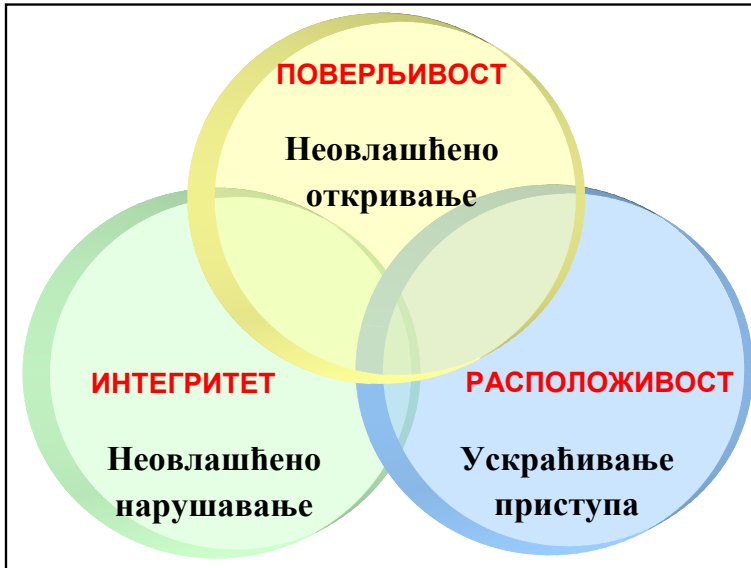 ПОВЕРЉИВОСТ
Неовлашћено
откривање
ИНТЕГРИТЕТ
Неовлашћено
нарушавање
РАСПОЛОЖИВОСТ
Ускраћивање
приступа